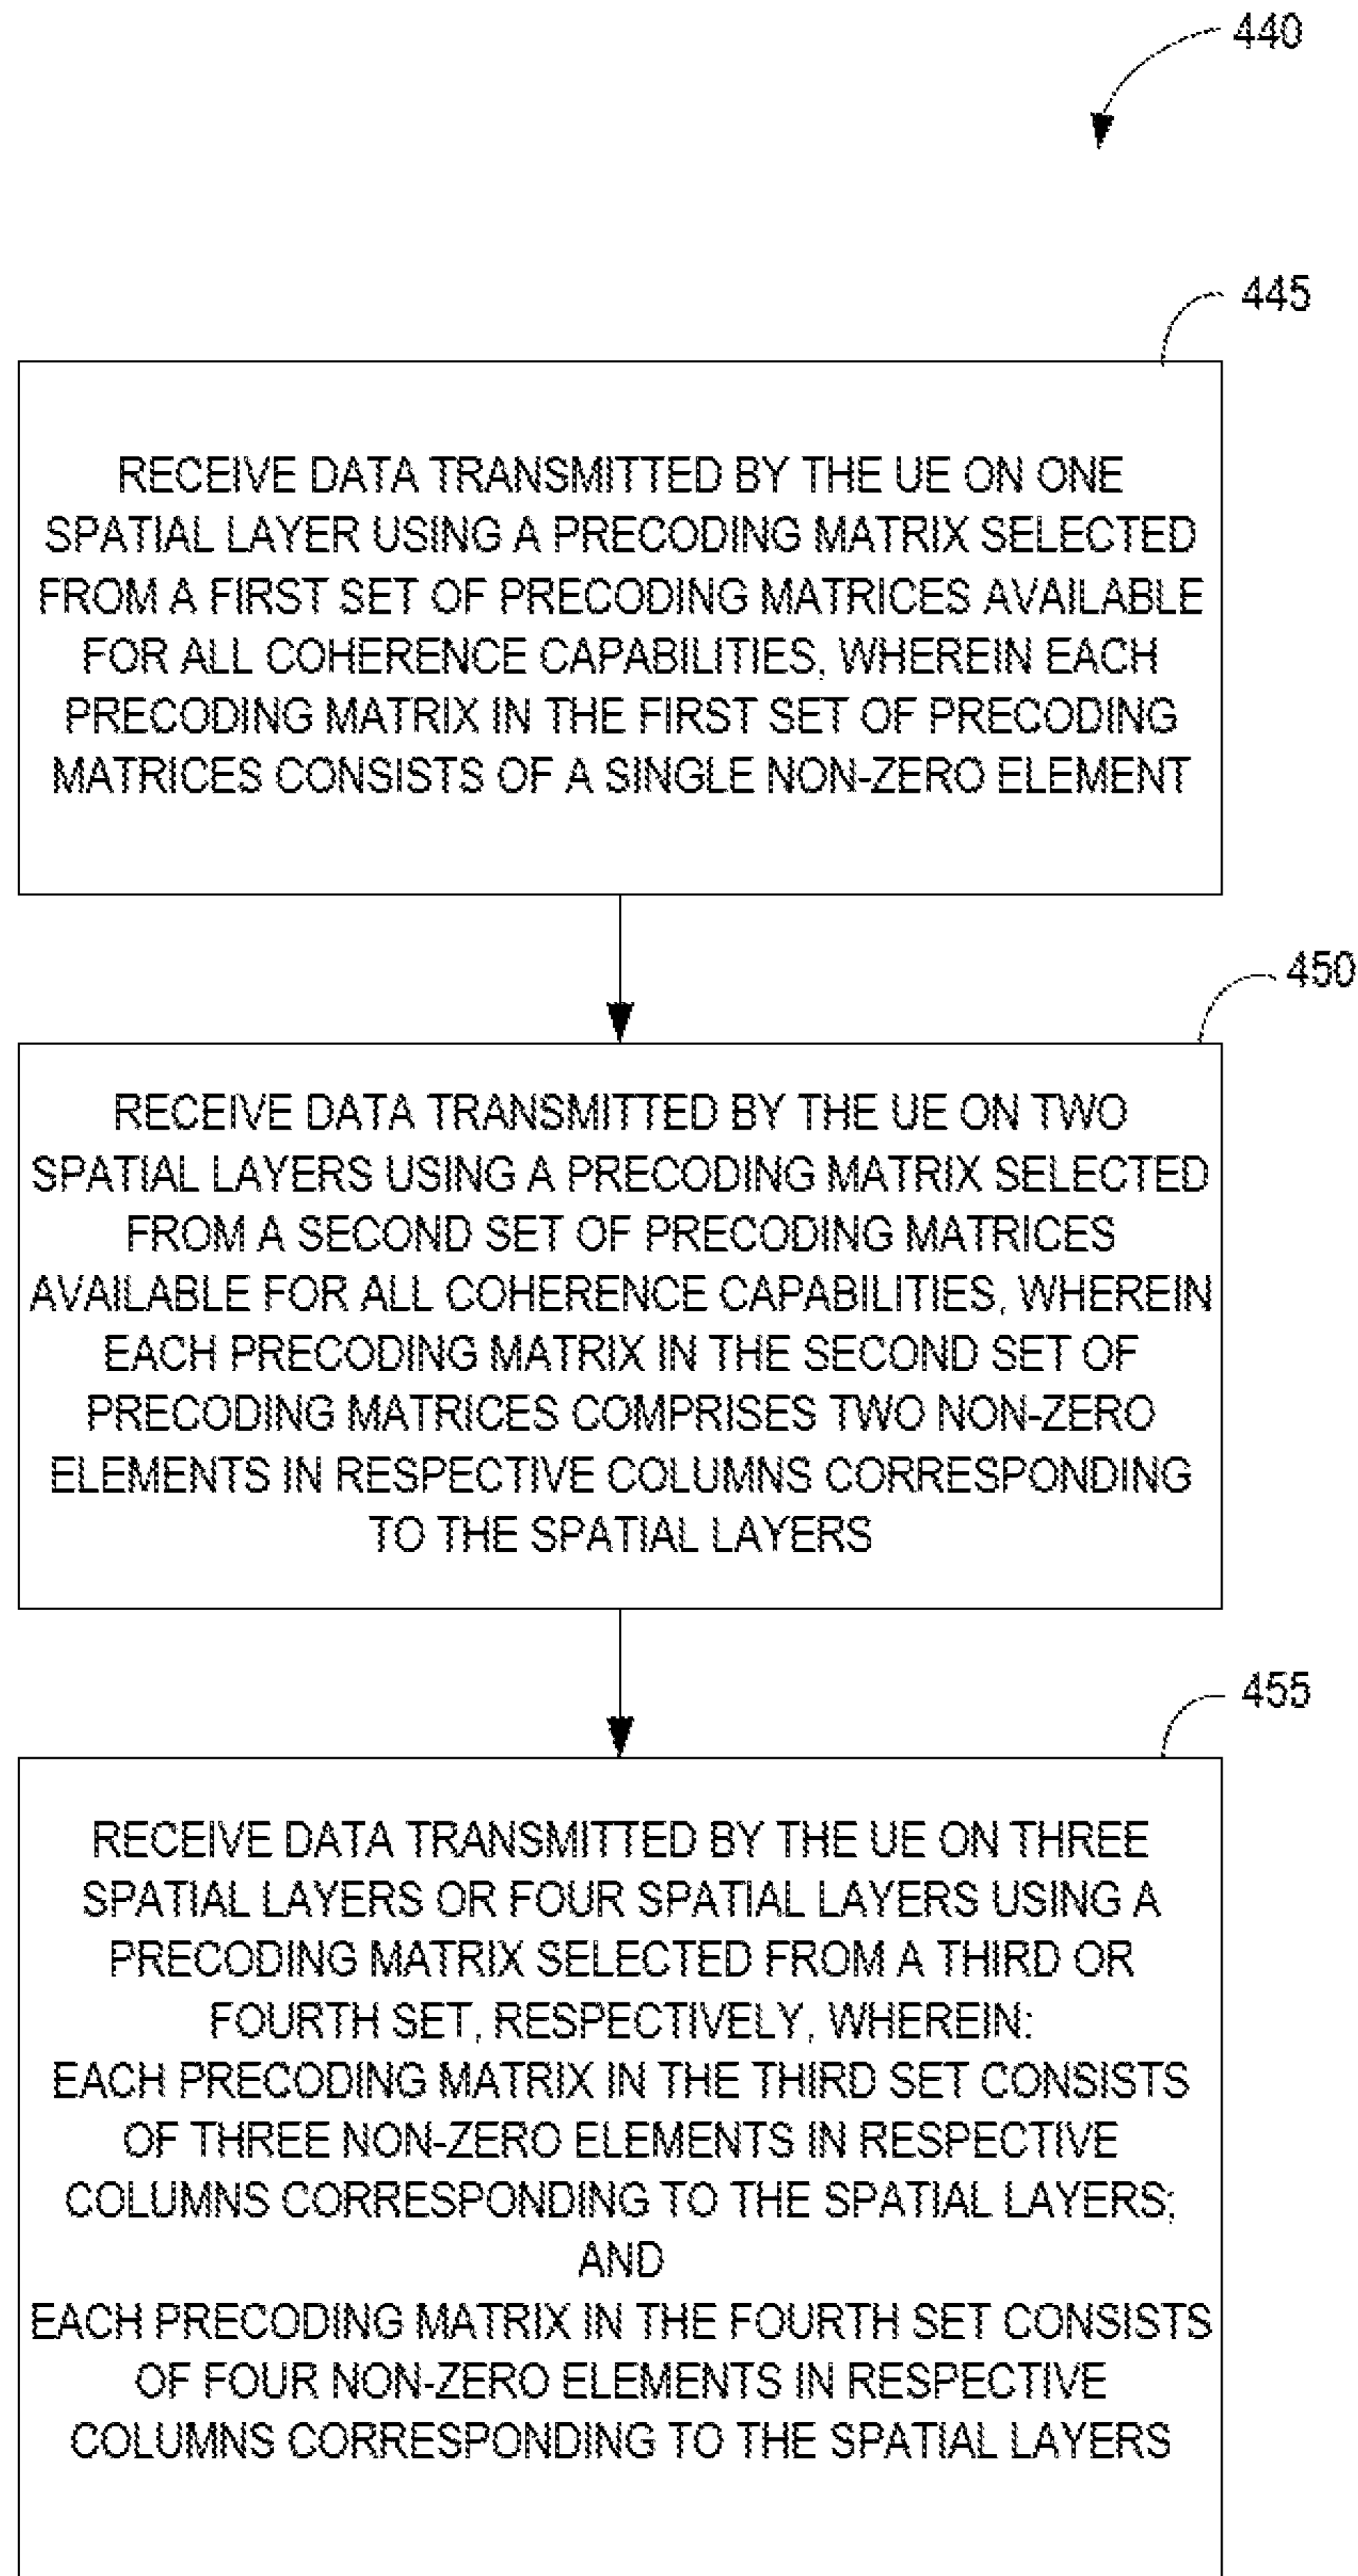 440
445
RECEIVE DATA TRANSMITTED BY THE UE ON ONE
SPATIAL LAYER USING A PRECODING MATRIX SELECTED
FROM A FIRST SET OF PRECODING MATRICES AVAILABLE
FOR ALL COHERENCE CAPABILITIES, WHEREIN EACH
PRECODING MATRIX IN THE FIRST SET OF PRECODING
MATRICES CONSISTS OF A SINGLE NON-ZERO ELEMENT
450
RECEIVE DATA TRANSMITTED BY THE UE ON TWO
SPATIAL LAYERS USING A PRECODING MATRIX SELECTED
FROM A SECOND SET OF PRECODING MATRICES
AVAILABLE FOR ALL COHERENCE CAPABILITIES, WHEREIN
EACH PRECODING MATRIX IN THE SECOND SET OF
PRECODING MATRICES COMPRISES TWO NON-ZERO
ELEMENTS IN RESPECTIVE COLUMNS CORRESPONDING
TO THE SPATIAL LAYERS
455
RECEIVE DATA TRANSMITTED BY THE UE ON THREE
SPATIAL LAYERS OR FOUR SPATIAL LAYERS USING A
PRECODING MATRIX SELECTED FROM A THIRD OR
FOURTH SET, RESPECTIVELY, WHEREIN:
EACH PRECODING MATRIX IN THE THIRD SET CONSISTS
OF THREE NON-ZERO ELEMENTS IN RESPECTIVE
COLUMNS CORRESPONDING TO THE SPATIAL LAYERS;
AND
EACH PRECODING MATRIX IN THE FOURTH SET CONSISTS
OF FOUR NON-ZERO ELEMENTS IN RESPECTIVE
COLUMNS CORRESPONDING TO THE SPATIAL LAYERS